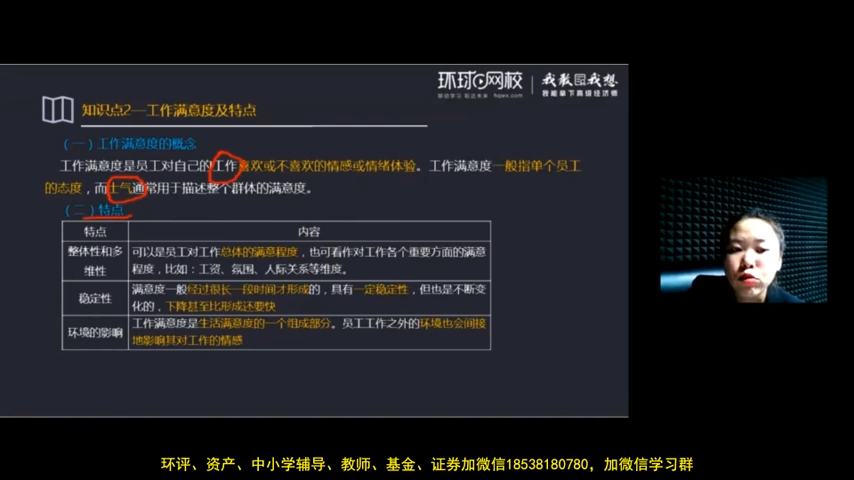 环球网校
我敢因我想
我能拿下高级经济师
hqwx.com
知识点2—工作满意度及特点
(一)工作满意度的概念
工作满意度是员工对自己的工作喜欢或不喜欢的情感或情绪体验。工作满意度一般指单个员工
的态度,而士气通常用于描述整个群体的满意度。
(二)特点
特点 内容
整体性和多维性 可以是员工对工作总体的满意程度,也可看作对工作各个重要方面的满意
程度,比如:工资、氛围、人际关系等维度。
稳定性 满意度一般经过很长一段时间才形成的,具有一定稳定性,但也是不断变
化的,下降甚至比形成还要快
环境的影响 工作满意度是生活满意度的一个组成部分。员工工作之外的环境也会间接
地影响其对工作的情感
环评、资产、中小学辅导、教师、基金、证券加微信18538180780,加微信学习群